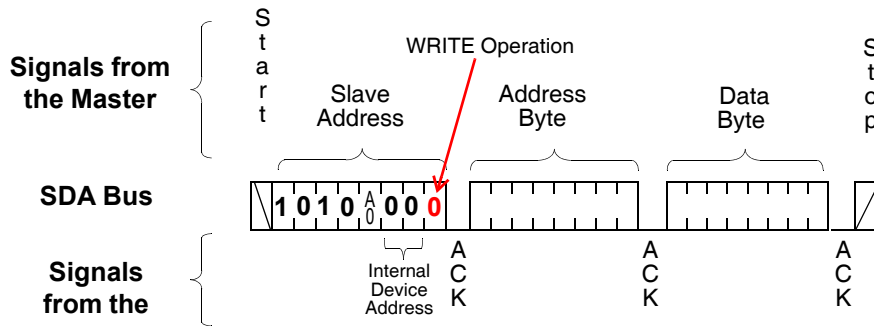 Signals from
the Master
S
t
a
r
t
WRITE Operation
S
t
o
p
Slave
Address
Address
Byte
Data
Byte
SDA Bus
1 0 1 0 A0 0 0 0
Signals
from the
Internal
Device
Address
A
C
K
A
C
K
A
C
K